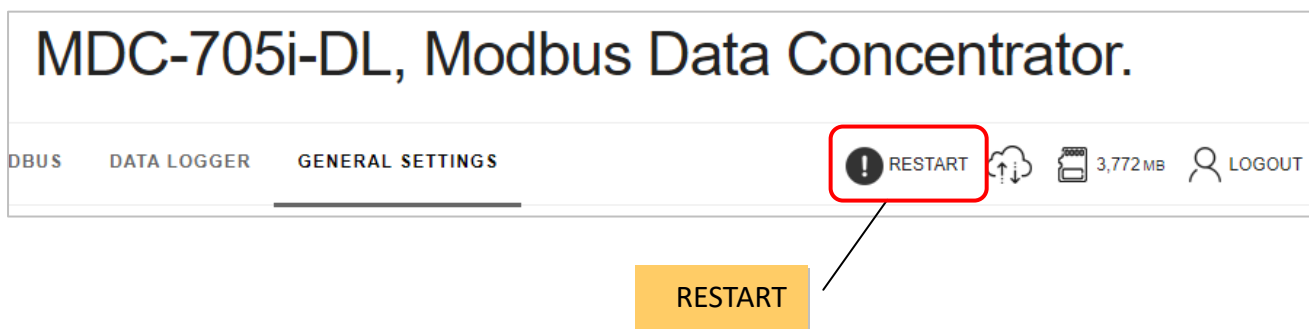 MDC-705i-DL, Modbus Data Concentrator.
DBUS DATA LOGGER GENERAL SETTINGS RESTART 3,772 MB LOGOUT
RESTART